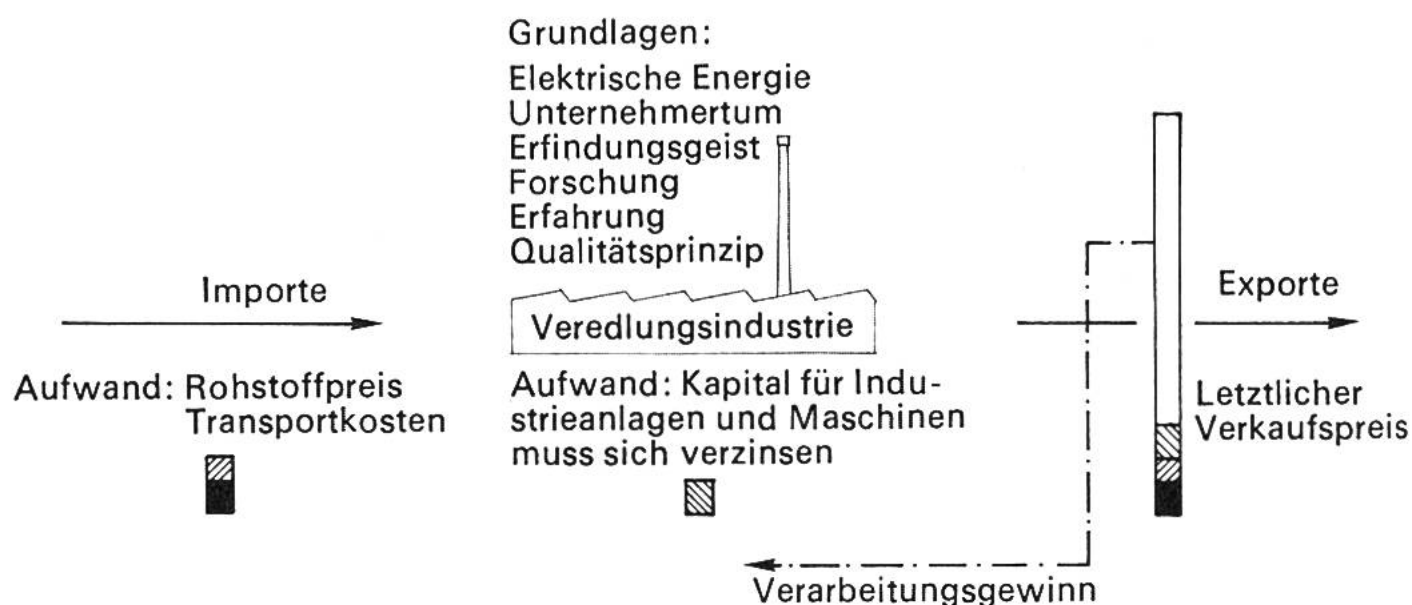 Grundlagen:
Elektrische Energie
Unternehmertum
Erfindungsgeist
Forschung
Erfahrung
Qualitätsprinzip
Importe
Veredlungsindustrie
Exporte
Aufwand: Rohstoffpreis
Transportkosten
Aufwand: Kapital für Indu-
strieanlagen und Maschinen
muss sich verzinsen
Letztlicher
Verkaufspreis
Verarbeitungsgewinn